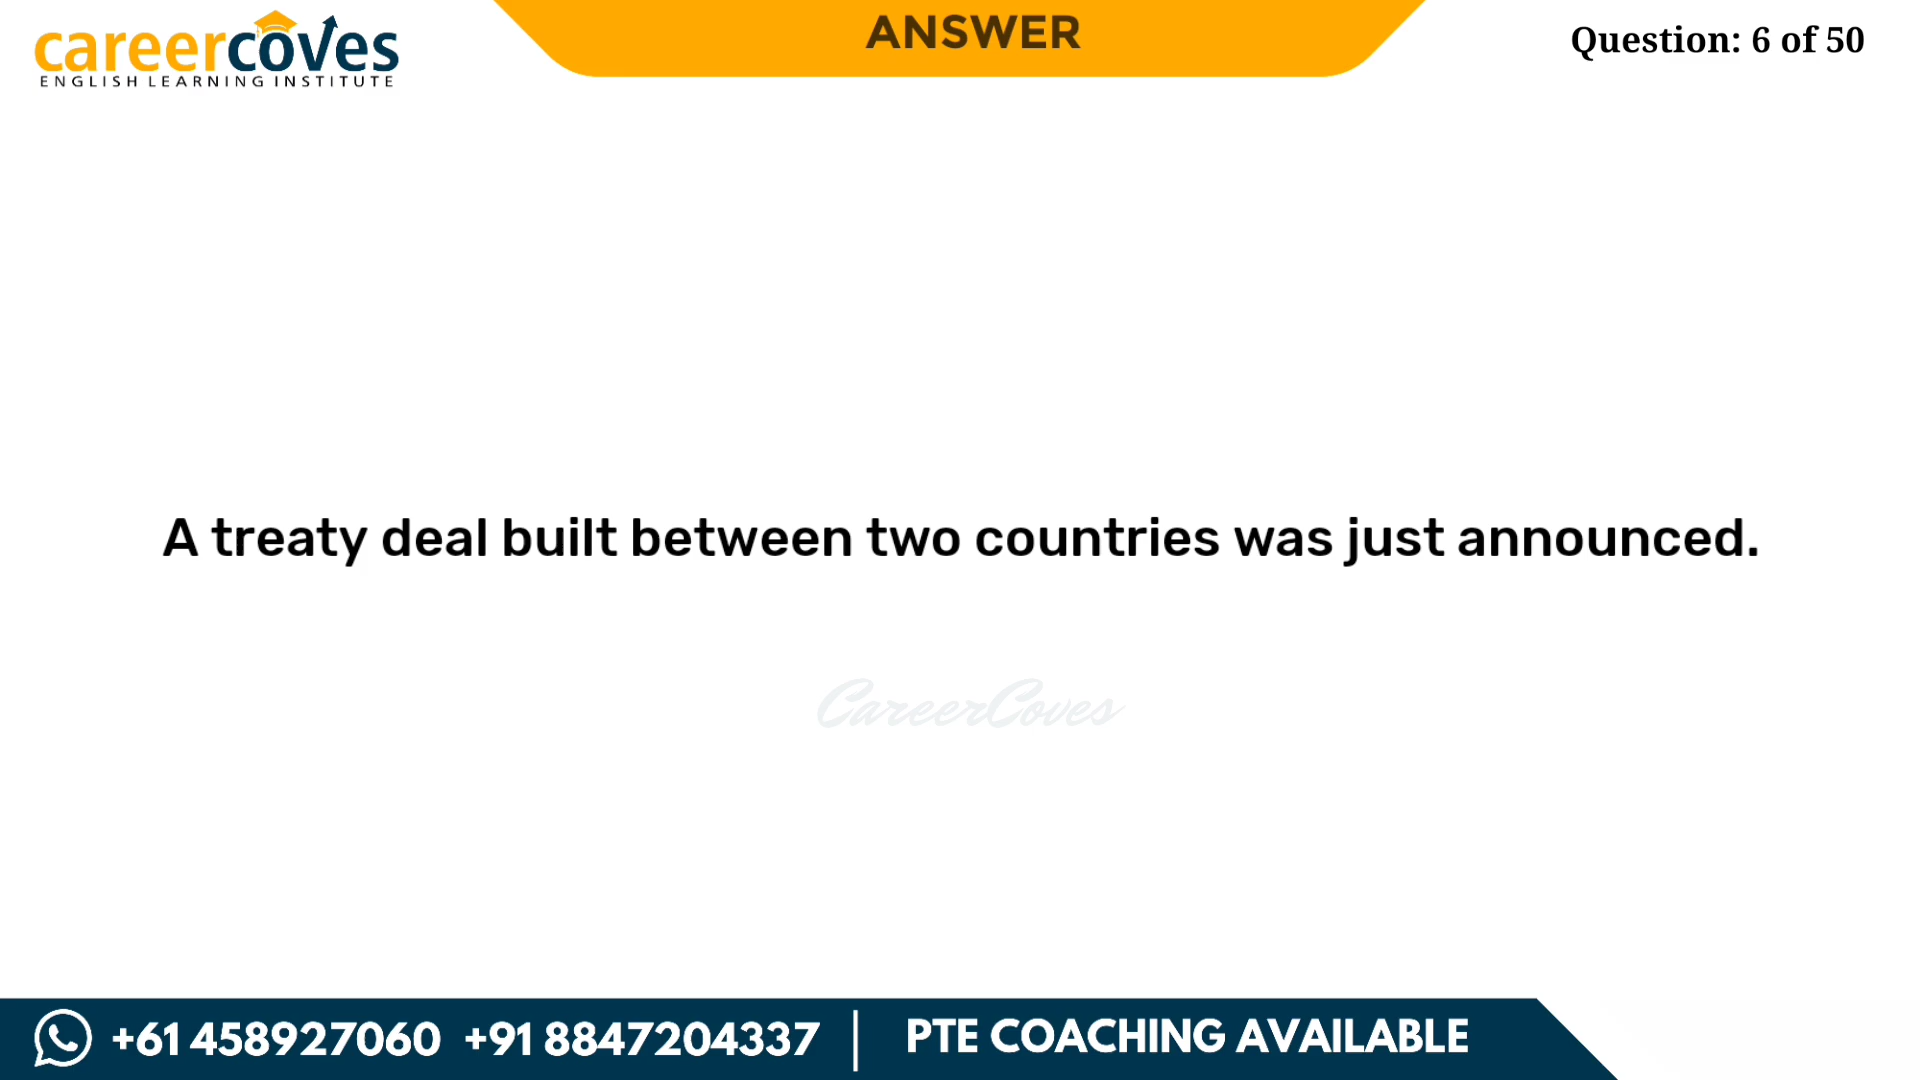 careercoves
ENGLISH LEARNING INSTITUTE
ANSWER
Question: 6 of 50
A treaty deal built between two countries was just announced.
CareerCoves
+61 458927060 +91 8847204337 | PTE COACHING AVAILABLE